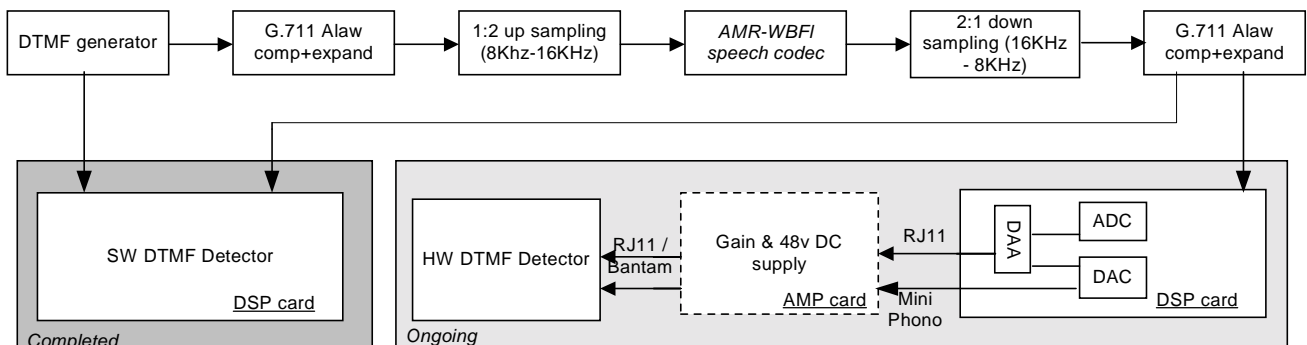 DTMF generator
G.711 Alaw
comp+expand
1:2 up sampling
(8Khz-16KHz)
AMR-WBFI
speech codec
2:1 down
sampling (16KHz
- 8KHz)
G.711 Alaw
comp+expand
SW DTMF Detector
DSP card
Completed
HW DTMF Detector
RJ11 /
Bantam
Gain & 48v DC
supply
AMP card
RJ11
Mini
Phono
DAA
ADC
DAC
DSP card
Ongoing